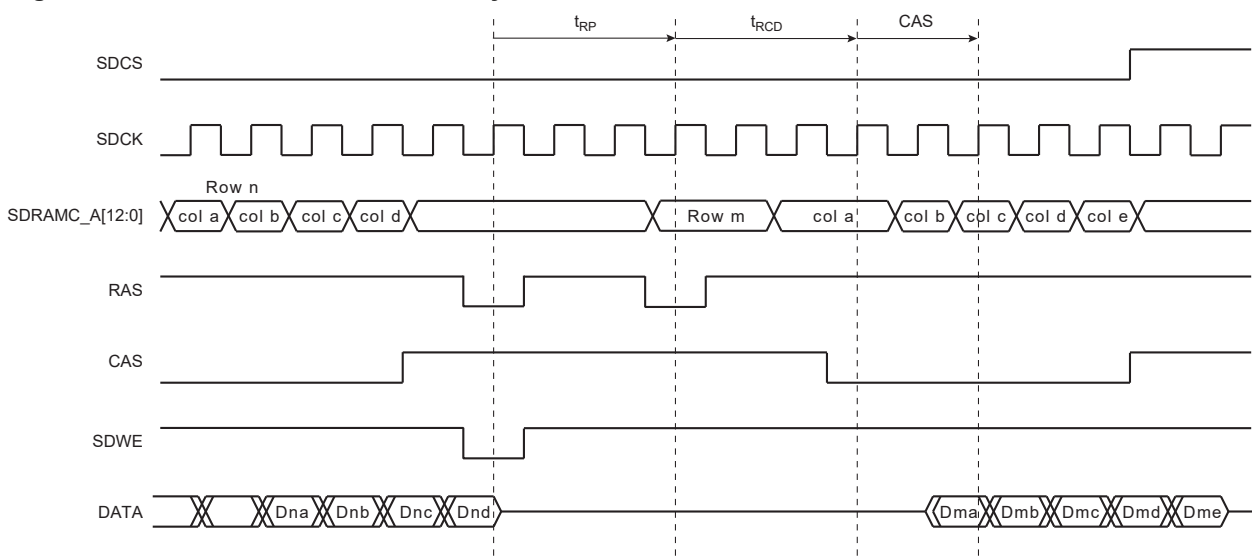 tRP tRCD CAS
SDCS
SDCK
Row n
SDRAMC_A[12:0] col a col b col c col d Row m col a col b col c col d col e
RAS
CAS
SDWE
DATA Dna Dnb Dnc Dnd Dma Dmb Dmc Dmd Dme